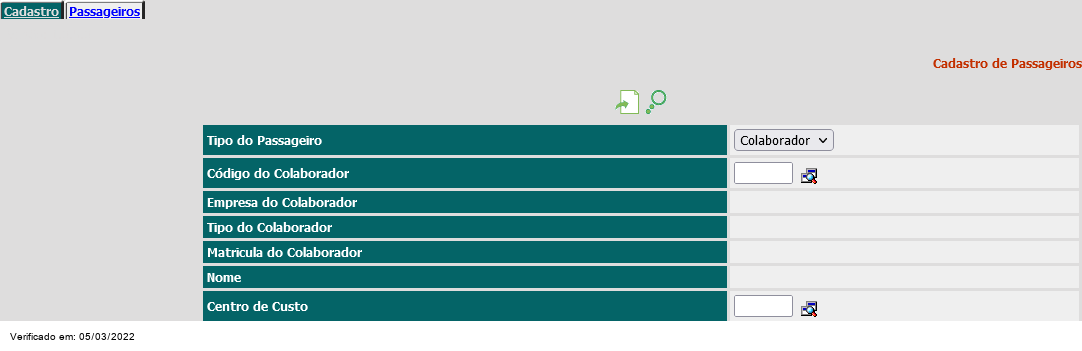 Cadastro Passageiros
Cadastro de Passageiros
Tipo do Passageiro Colaborador
Código do Colaborador
Empresa do Colaborador
Tipo do Colaborador
Matricula do Colaborador
Nome
Centro de Custo
Verificado em: 05/03/2022